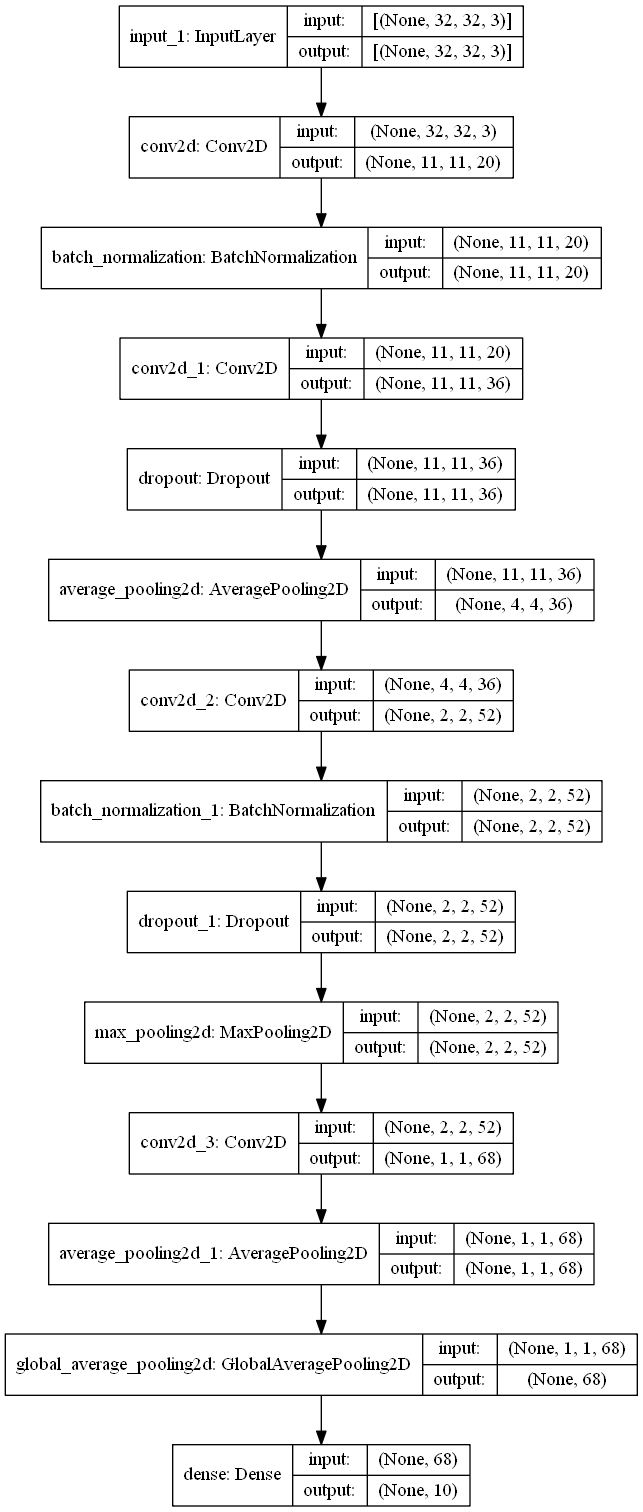 input_1: InputLayer
input:
[(None, 32, 32, 3)]
output:
[(None, 32, 32, 3)]
conv2d: Conv2D
input:
(None, 32, 32, 3)
output:
(None, 11, 11, 20)
batch_normalization: BatchNormalization
input:
(None, 11, 11, 20)
output:
(None, 11, 11, 20)
conv2d_1: Conv2D
input:
(None, 11, 11, 20)
output:
(None, 11, 11, 36)
dropout: Dropout
input:
(None, 11, 11, 36)
output:
(None, 11, 11, 36)
average_pooling2d: AveragePooling2D
input:
(None, 11, 11, 36)
output:
(None, 4, 4, 36)
conv2d_2: Conv2D
input:
(None, 4, 4, 36)
output:
(None, 2, 2, 52)
batch_normalization_1: BatchNormalization
input:
(None, 2, 2, 52)
output:
(None, 2, 2, 52)
dropout_1: Dropout
input:
(None, 2, 2, 52)
output:
(None, 2, 2, 52)
max_pooling2d: MaxPooling2D
input:
(None, 2, 2, 52)
output:
(None, 2, 2, 52)
conv2d_3: Conv2D
input:
(None, 2, 2, 52)
output:
(None, 1, 1, 68)
average_pooling2d_1: AveragePooling2D
input:
(None, 1, 1, 68)
output:
(None, 1, 1, 68)
global_average_pooling2d: GlobalAveragePooling2D
input:
(None, 1, 1, 68)
output:
(None, 68)
dense: Dense
input:
(None, 68)
output:
(None, 10)